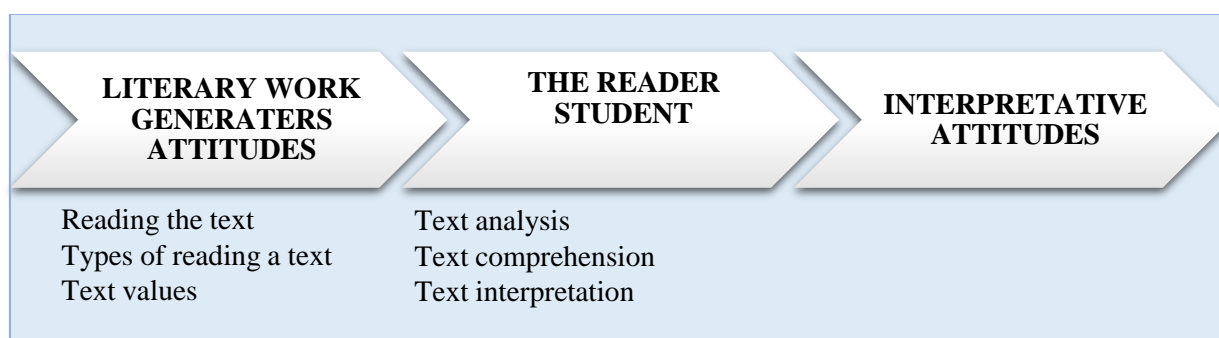 LITERARY WORK
GENERATERS
ATTITUDES
Reading the text
Types of reading a text
Text values
THE READER
STUDENT
Text analysis
Text comprehension
Text interpretation
INTERPRETATIVE
ATTITUDES